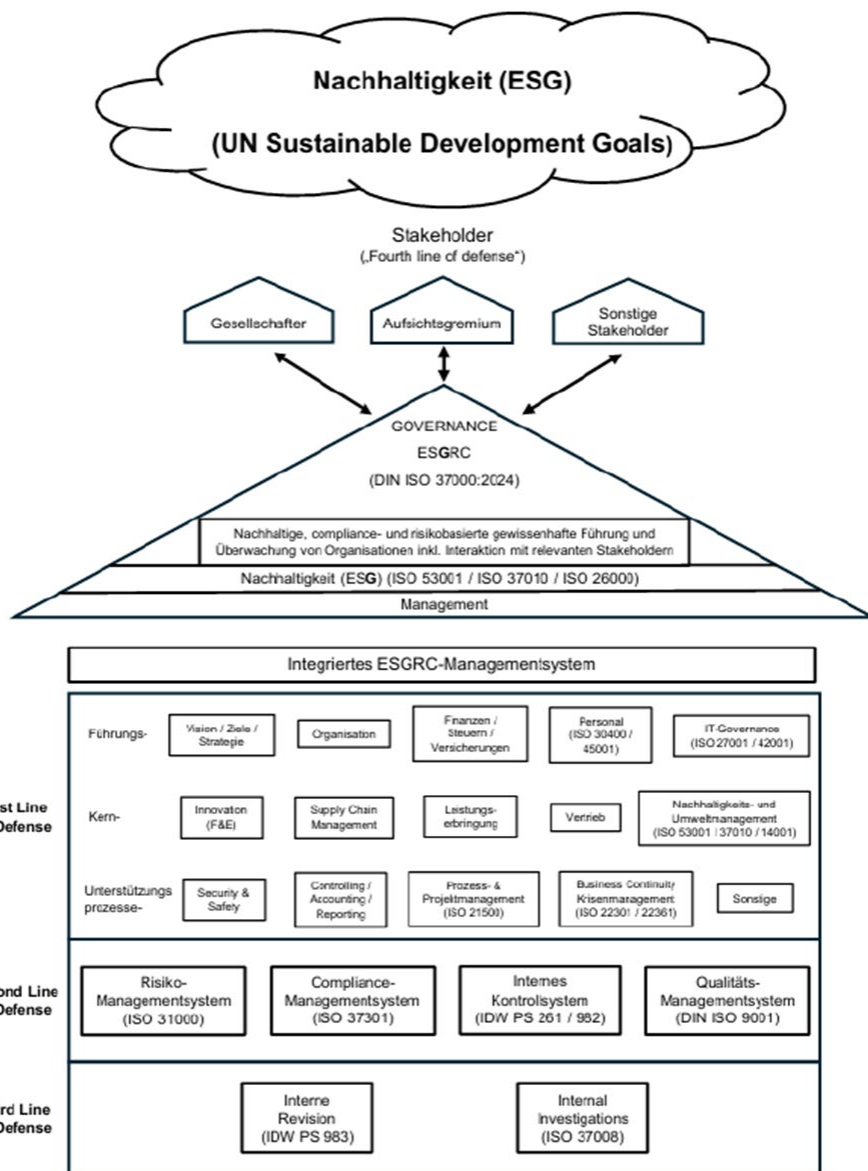 Nachhaltigkeit (ESG)
(UN Sustainable Development Goals)
Stakeholder
(„Fourth line of defense“)
Gesellschafter
Aufsichtsgremium
Sonstige
Stakeholder
GOVERNANCE
ESGRC
(DIN ISO 37000:2024)
Nachhaltige, compliance- und risikobasierte gewissenhafte Führung und
Überwachung von Organisationen inkl. Interaktion mit relevanten Stakeholdern
Nachhaltigkeit (ESG) (ISO 53001 / ISO 37010 / ISO 26000)
Management
Integriertes ESGRC-Managementsystem
Führungs-
Vision / Ziele /
Strategie
Organisation
Finanzen /
Steuern /
Versicherungen
Personal
(ISO 30400 /
45001)
IT-Governance
(ISO 27001 / 42001)
st Line
Defense
Kern-
Innovation
(F&E)
Supply Chain
Management
Leistungs-
erbringung
Vertrieb
Nachhaltigkeits- und
Umweltmanagement
(ISO 53001 / 37010 / 14001)
Unterstützungs
prozesse-
Security &
Safety
Controlling /
Accounting /
Reporting
Prozess- &
Projektmanagement
(ISO 21500)
Business Continuity
Krisenmanagement
(ISO 22301 / 22361)
Sonstige
ond Line
Defense
Risiko-
Managementsystem
(ISO 31000)
Compliance-
Managementsystem
(ISO 37301)
Internes
Kontrollsystem
(IDW PS 261 / 982)
Qualitäts-
Managementsystem
(DIN ISO 9001)
rd Line
Defense
Interne
Revision
(IDW PS 983)
Internal
Investigations
(ISO 37008)